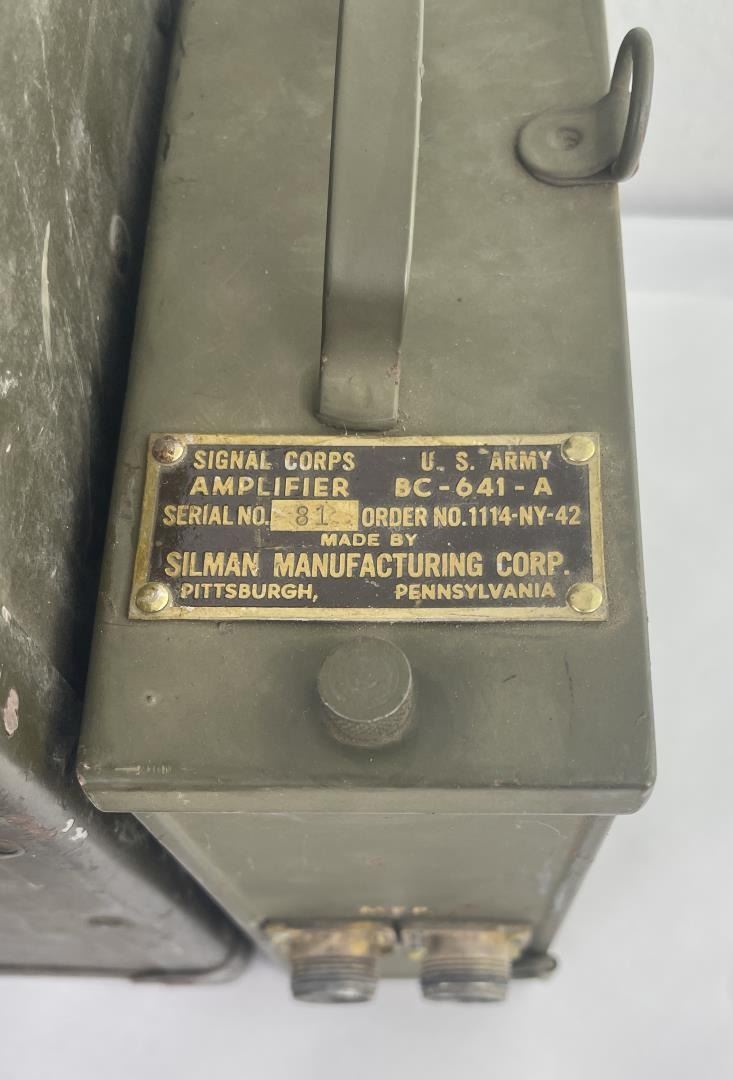 SIGNAL CORPS U. S. ARMY
AMPLIFIER BC-641-A
SERIAL NO. 81 ORDER NO. 1114-NY-42
MADE BY
SILMAN MANUFACTURING CORP.
PITTSBURGH, PENNSYLVANIA